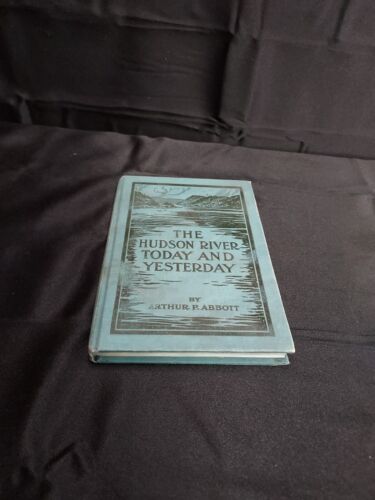 THE
HUDSON RIVER
TODAY AND
YESTERDAY
BY
ARTHUR P. ABBOTT